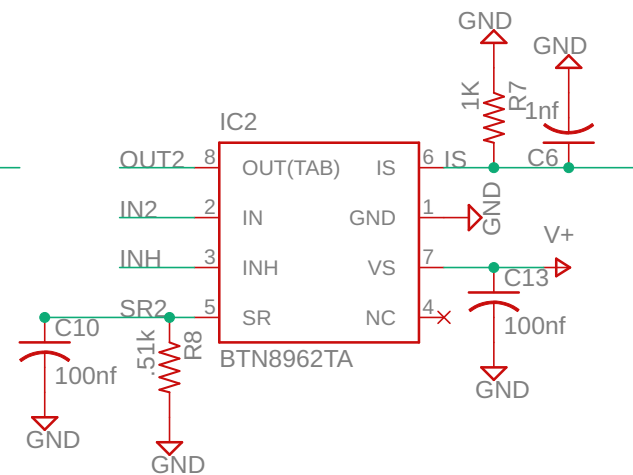 GND
GND
1K
R7
1nf
C6
IC2
OUT2
8
OUT(TAB)
IS
6
IS
IN2
2
IN
GND
1
GND
INH
3
INH
VS
7
V+
C13
100nf
GND
SR2
5
SR
NC
4
BTN8962TA
C10
100nf
GND
.51k
R8
GND